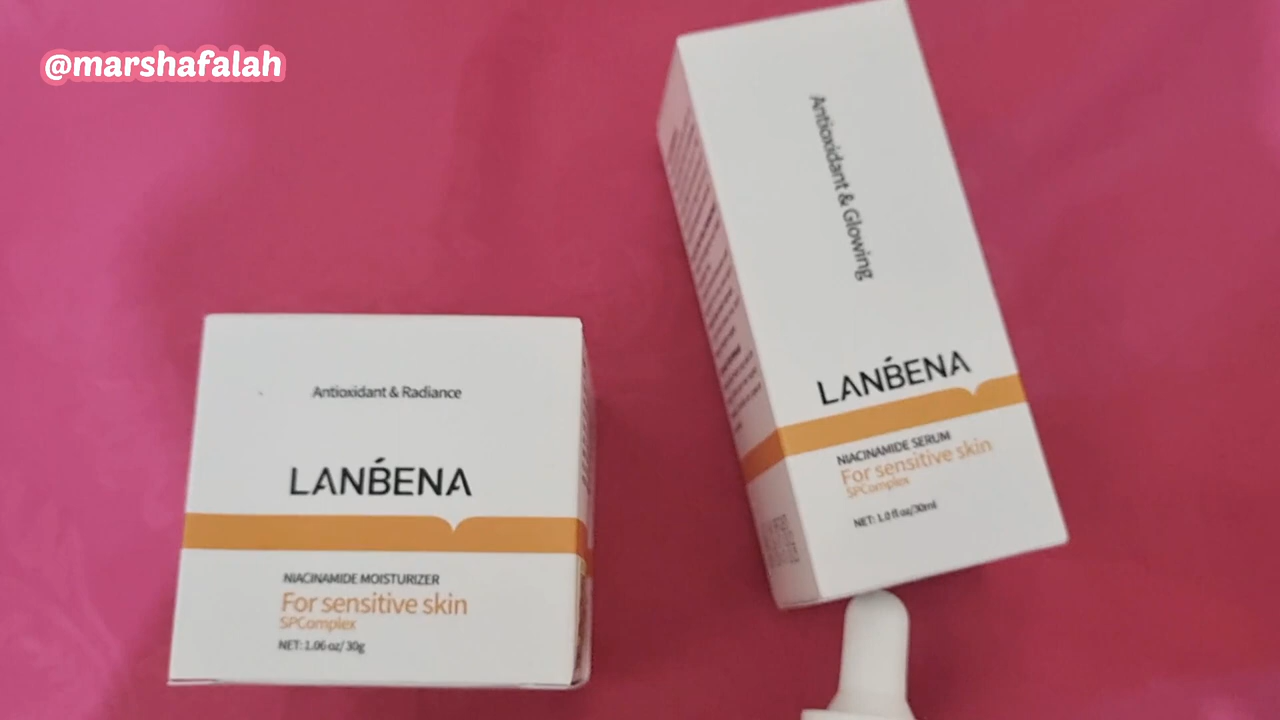 @marshafalah
Antioxidant & Glowing
LANBENA
NIACINAMIDE SERUM
For sensitive skin
SPComplex
NET: 1.0 fl oz/30ml
Antioxidant & Radiance
LANBENA
NIACINAMIDE MOISTURIZER
For sensitive skin
SPComplex
NET: 1.06 oz/ 30g